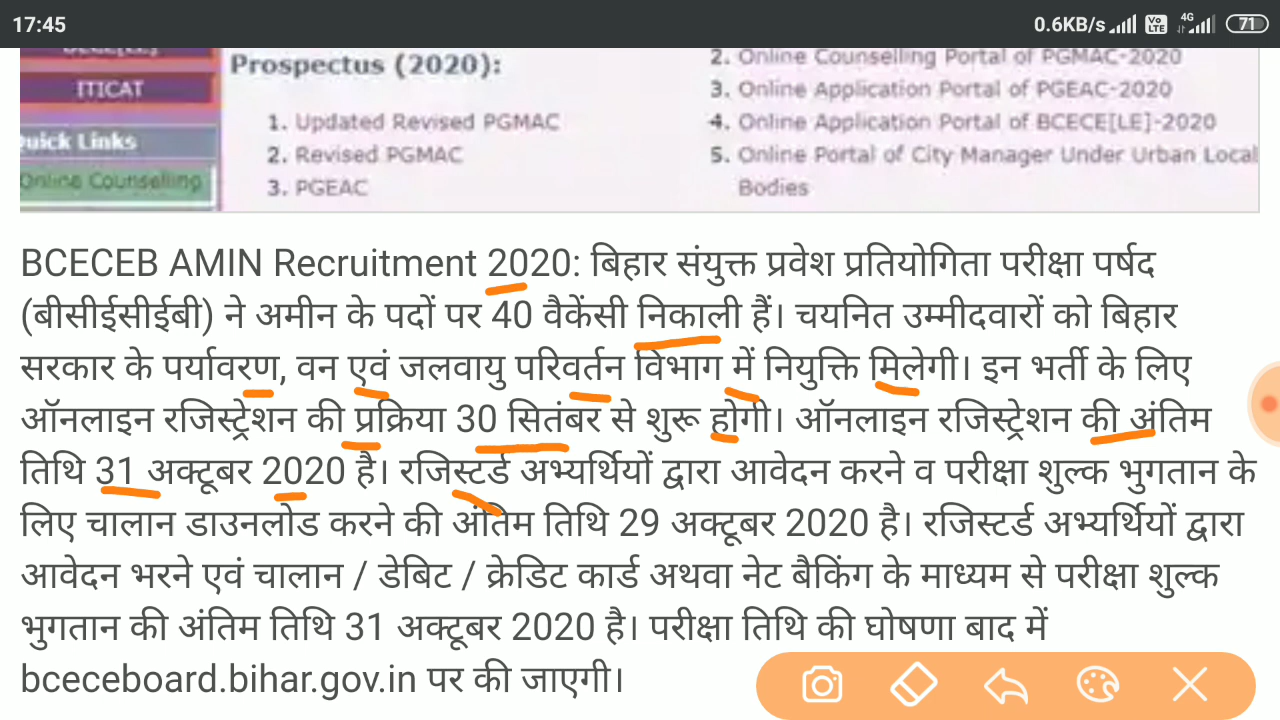 17:45 0.6KB/s Vo LTE 4G 71
ITICAT
Prospectus (2020):
Quick Links
Online Counselling
1. Updated Revised PGMAC
2. Revised PGMAC
3. PGEAC
2. Online Counselling Portal of PGMAC-2020
3. Online Application Portal of PGEAC-2020
4. Online Application Portal of BCECE[LE]-2020
5. Online Portal of City Manager Under Urban Local
Bodies
BCECEB AMIN Recruitment 2020: बिहार संयुक्त प्रवेश प्रतियोगिता परीक्षा पर्षद
(बीसीईसीईबी) ने अमीन के पदों पर 40 वैकेंसी निकाली हैं। चयनित उम्मीदवारों को बिहार
सरकार के पर्यावरण, वन एवं जलवायु परिवर्तन विभाग में नियुक्ति मिलेगी। इन भर्ती के लिए
ऑनलाइन रजिस्ट्रेशन की प्रक्रिया 30 सितंबर से शुरू होगी। ऑनलाइन रजिस्ट्रेशन की अंतिम
तिथि 31 अक्टूबर 2020 है। रजिस्टर्ड अभ्यर्थियों द्वारा आवेदन करने व परीक्षा शुल्क भुगतान के
लिए चालान डाउनलोड करने की अंतिम तिथि 29 अक्टूबर 2020 है। रजिस्टर्ड अभ्यर्थियों द्वारा
आवेदन भरने एवं चालान / डेबिट / क्रेडिट कार्ड अथवा नेट बैकिंग के माध्यम से परीक्षा शुल्क
भुगतान की अंतिम तिथि 31 अक्टूबर 2020 है। परीक्षा तिथि की घोषणा बाद में
bceceboard.bihar.gov.in पर की जाएगी।